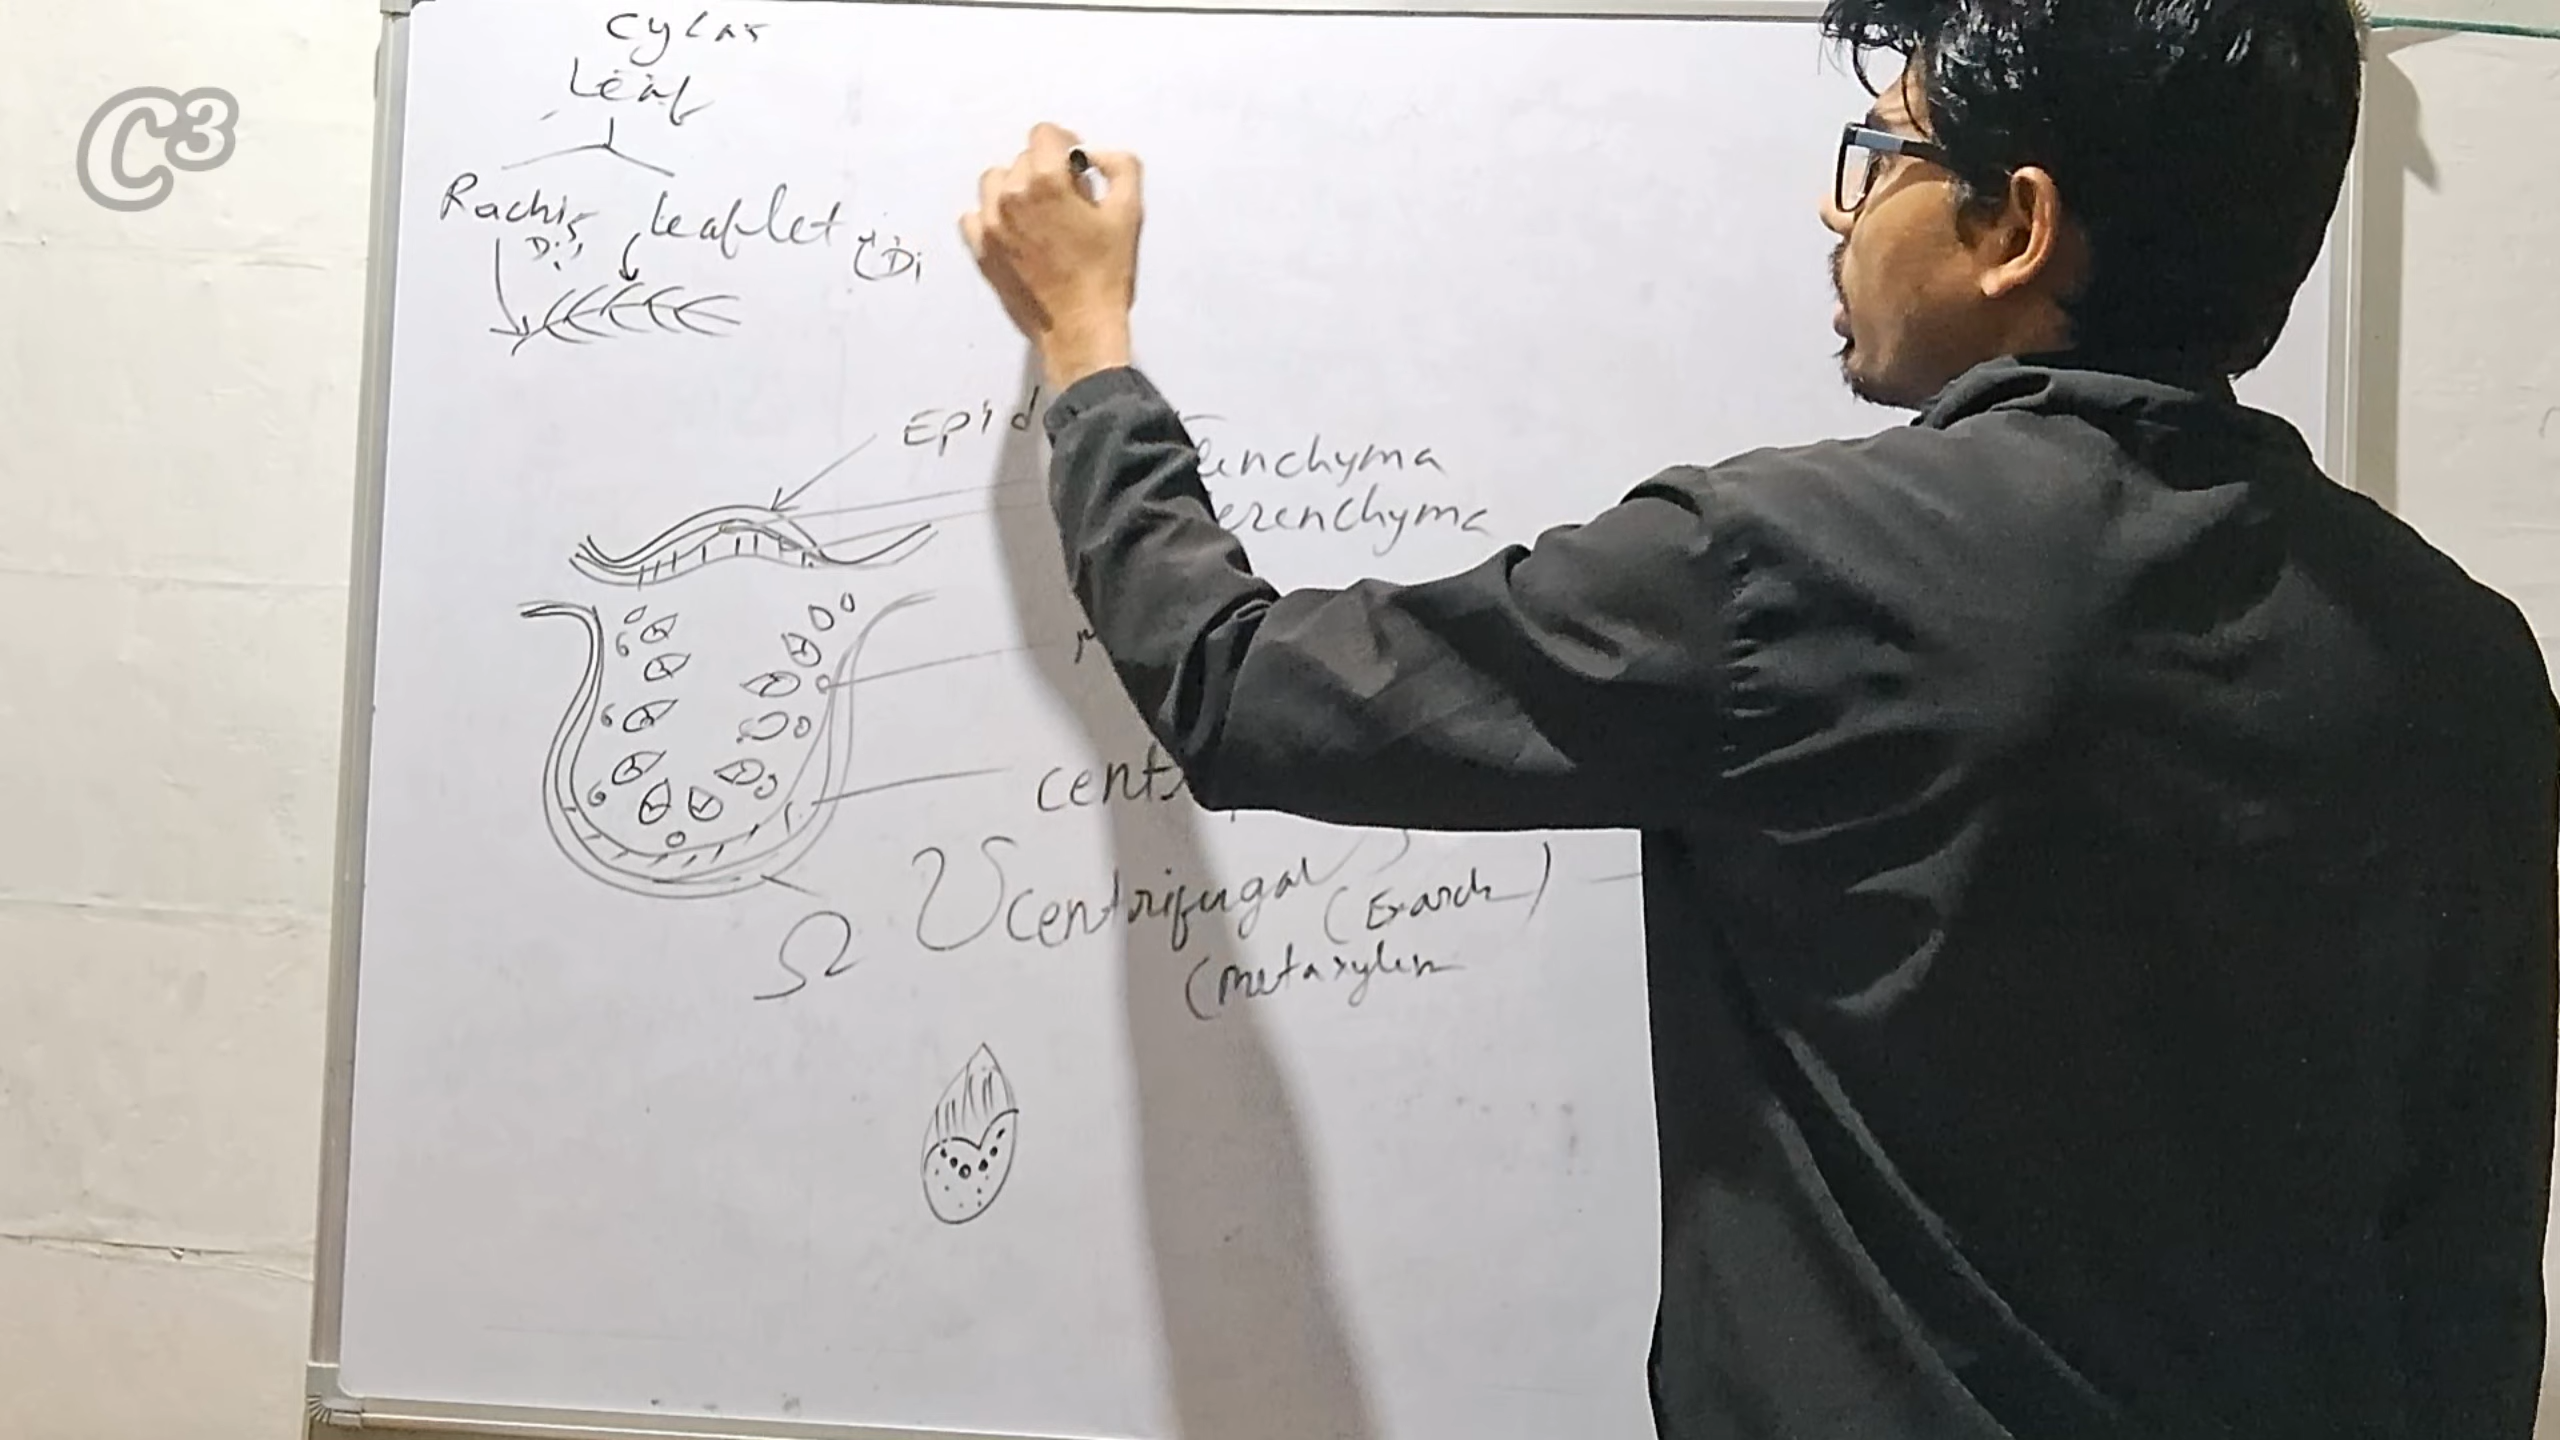 C3
Cycas
Leaf
Rachis
leaflet
Di
Epid
enchyma
erenchyma
cent
centrifugal
(Exarch)
(metaxylem